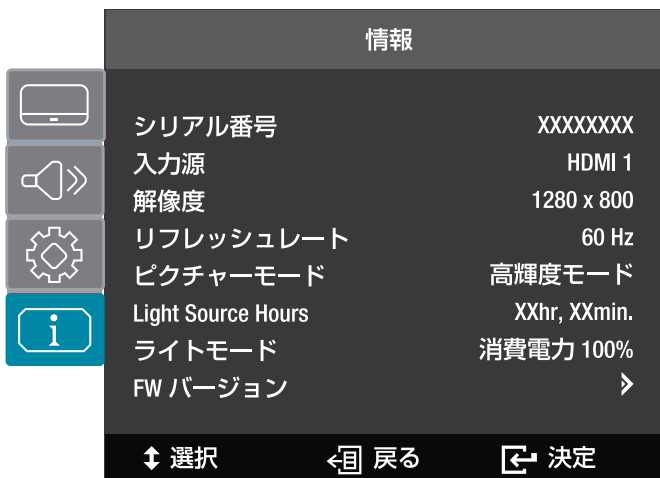 情報
シリアル番号 XXXXXXXX
入力源 HDMI 1
解像度 1280 x 800
リフレッシュレート 60 Hz
ピクチャーモード 高輝度モード
Light Source Hours XXhr, XXmin.
ライトモード 消費電力 100%
FW バージョン
選択 戻る 決定